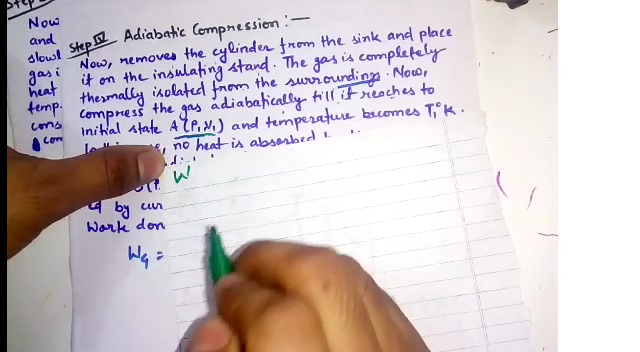 Step IV Adiabatic Compression :—
Now
and
slowl
gas i
heat
temp.
cons
com
Now, removes the cylinder from the sink and place
it on the insulating stand. The gas is completely
thermally isolated from the surroundings. Now,
compress the gas adiabatically till it reaches to
initial state A (P₁, V₁) and temperature becomes T₁°K.
no heat is absorbed
W
by cur
Work don
W₄ =